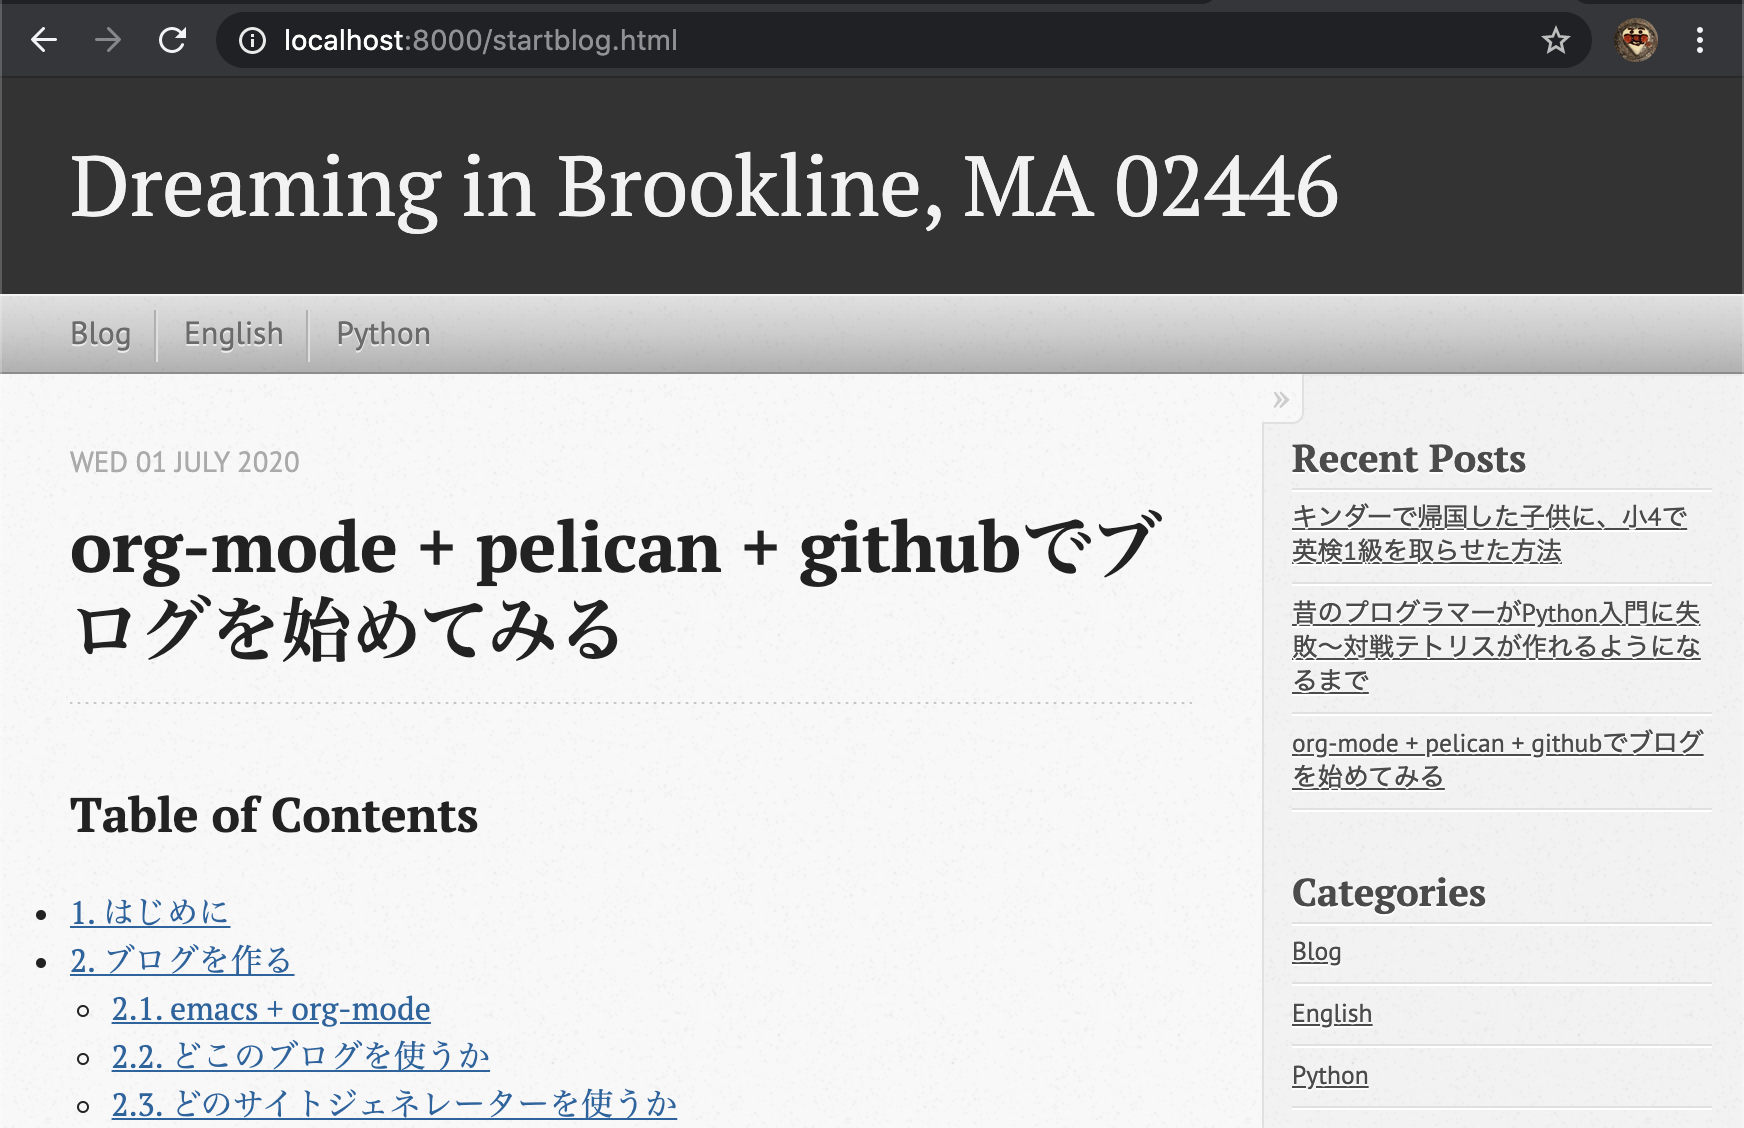 localhost:8000/startblog.html
Dreaming in Brookline, MA 02446
Blog
English
Python
»
WED 01 JULY 2020
org-mode + pelican + githubでブ
ログを始めてみる
Table of Contents
1. はじめに
2. ブログを作る
2.1. emacs + org-mode
2.2. どこのブログを使うか
2.3. どのサイトジェネレーターを使うか
Recent Posts
キンダーで帰国した子供に、小4で
英検1級を取らせた方法
昔のプログラマーがPython入門に失
敗〜対戦テトリスが作れるようにな
るまで
org-mode + pelican + githubでブログ
を始めてみる
Categories
Blog
English
Python